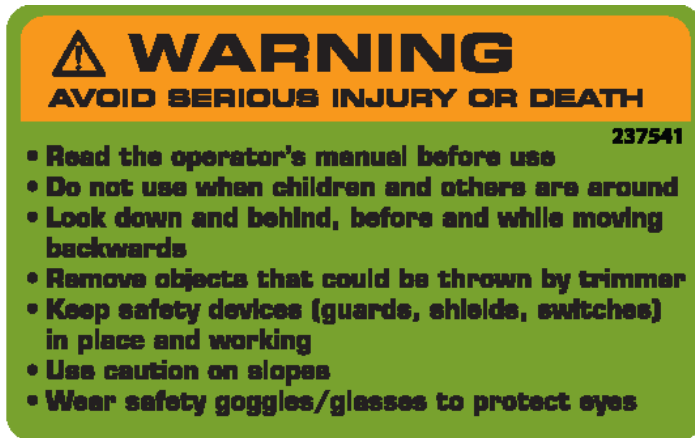 WARNING
AVOID SERIOUS INJURY OR DEATH
237541
• Read the operator's manual before use
• Do not use when children and others are around
• Look down and behind, before and while moving
backwards
• Remove objects that could be thrown by trimmer
• Keep safety devices (guards, shields, switches)
in place and working
• Use caution on slopes
• Wear safety goggles/glasses to protect eyes